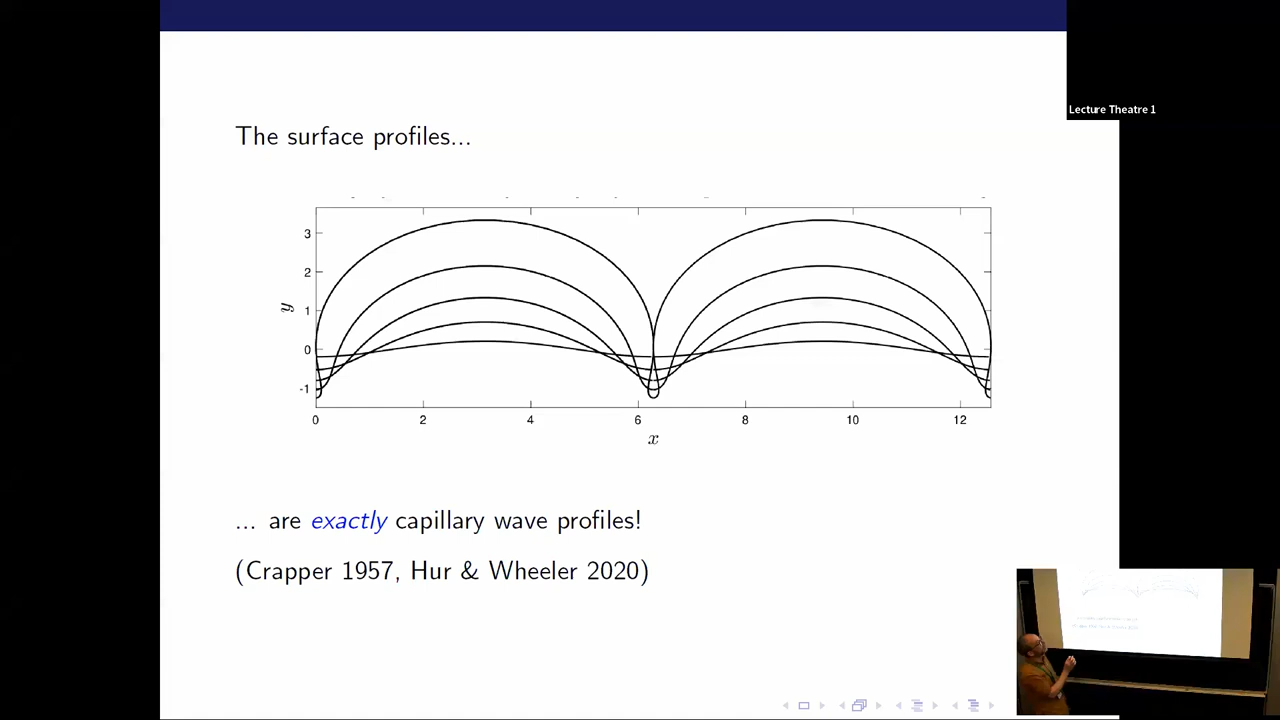 Lecture Theatre 1
The surface profiles...
3
2
1
0
-1
y
0 2 4 6 8 10 12
x
... are exactly capillary wave profiles!
(Crapper 1957, Hur & Wheeler 2020)